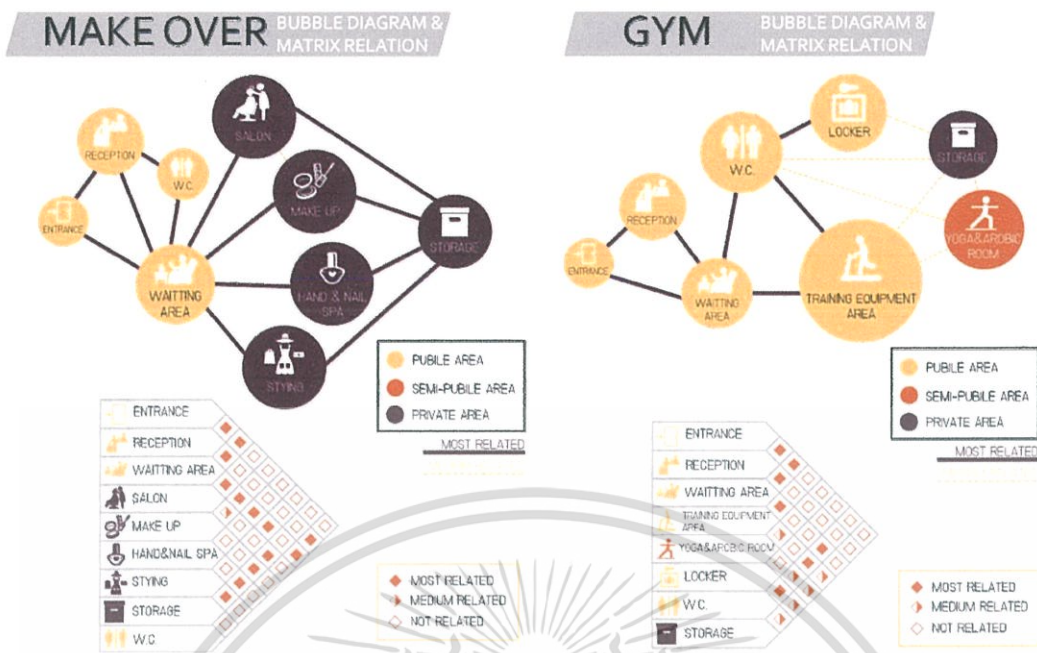 MAKE OVER
BUBBLE DIAGRAM &
MATRIX RELATION
SALON
RECEPTION
W.C.
MAKE UP
ENTRANCE
STORAGE
HAND & NAIL
SPA
WAITTING
AREA
STYING
PUBILE AREA
SEMI-PUBILE AREA
PRIVATE AREA
MOST RELATED
ENTRANCE
RECEPTION
WAITTING AREA
SALON
MAKE UP
HAND&NAIL SPA
STYING
STORAGE
W.C.
MOST RELATED
MEDIUM RELATED
NOT RELATED
GYM
BUBBLE DIAGRAM &
MATRIX RELATION
LOCKER
STORAGE
W.C.
RECEPTION
YOGA&AROBIC
ROOM
ENTRANCE
WAITTING
AREA
TRAINING EQUIPMENT
AREA
PUBILE AREA
SEMI-PUBILE AREA
PRIVATE AREA
MOST RELATED
ENTRANCE
RECEPTION
WAITTING AREA
TRAINING EQUIPMENT
AREA
YOGA&AROBIC ROOM
LOCKER
W.C.
STORAGE
MOST RELATED
MEDIUM RELATED
NOT RELATED